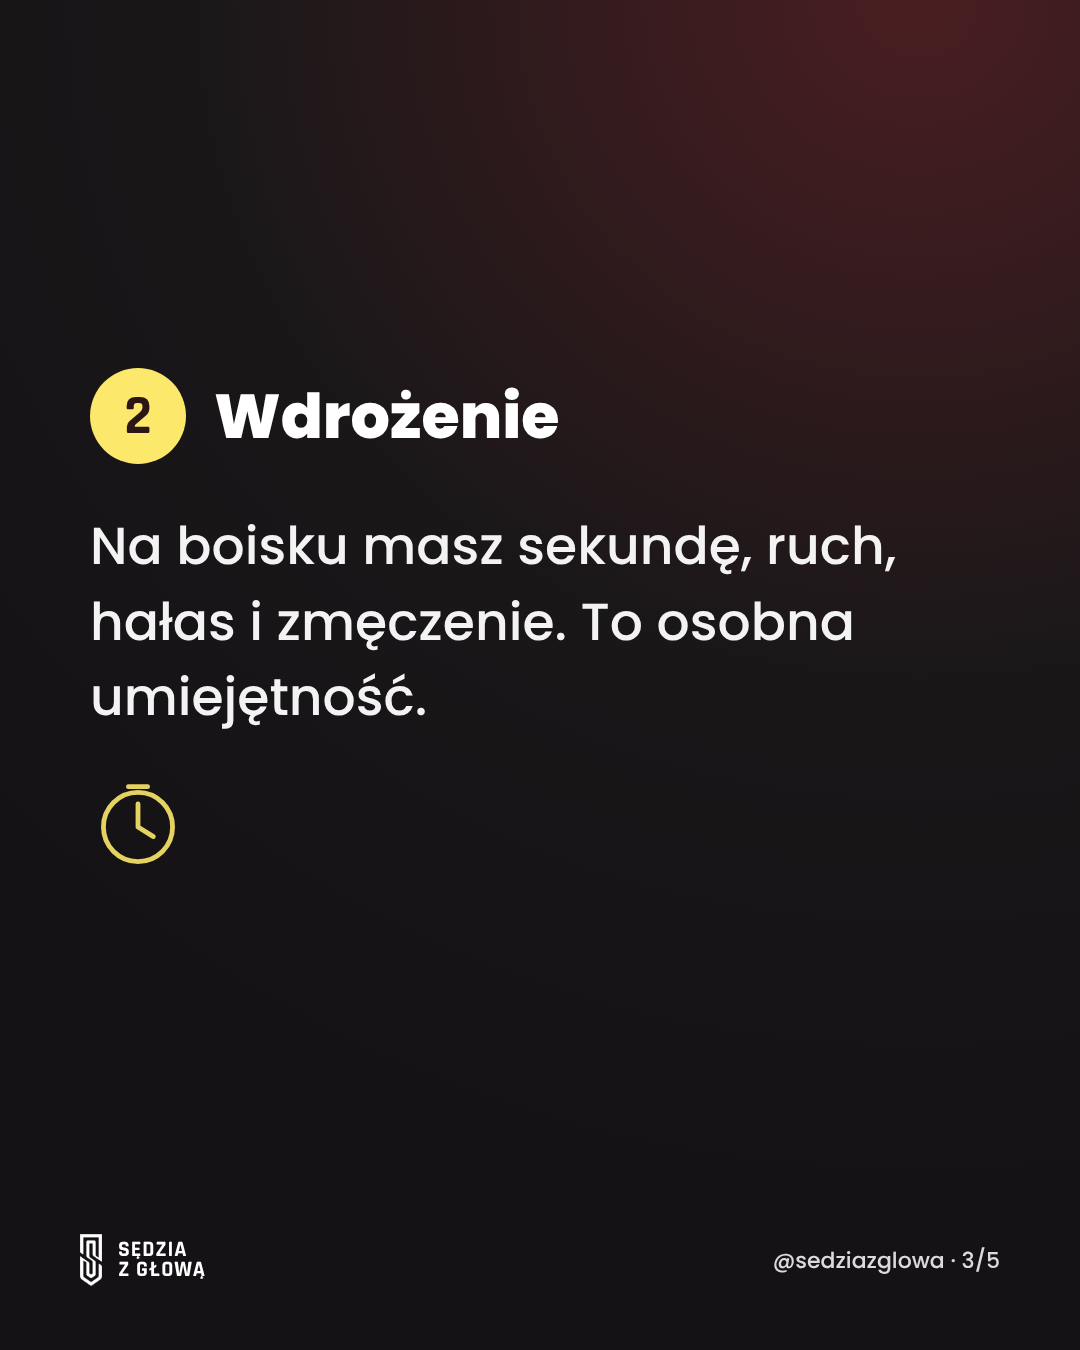 2 Wdrożenie
Na boisku masz sekundę, ruch,
hałas i zmęczenie. To osobna
umiejętność.
SĘDZIA
Z GŁOWĄ
@sedziazglowa · 3/5